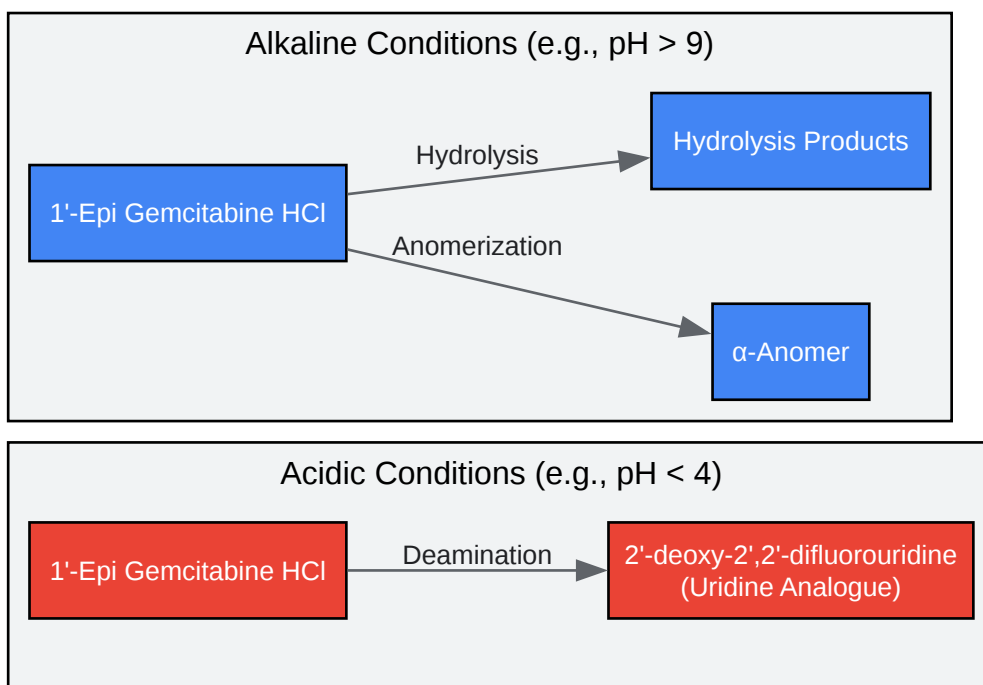 Alkaline Conditions (e.g., pH > 9)
Hydrolysis Products
Hydrolysis
1'-Epi Gemcitabine HCl
Anomerization
α-Anomer
Acidic Conditions (e.g., pH < 4)
1'-Epi Gemcitabine HCl
Deamination
2'-deoxy-2',2'-difluorouridine
(Uridine Analogue)